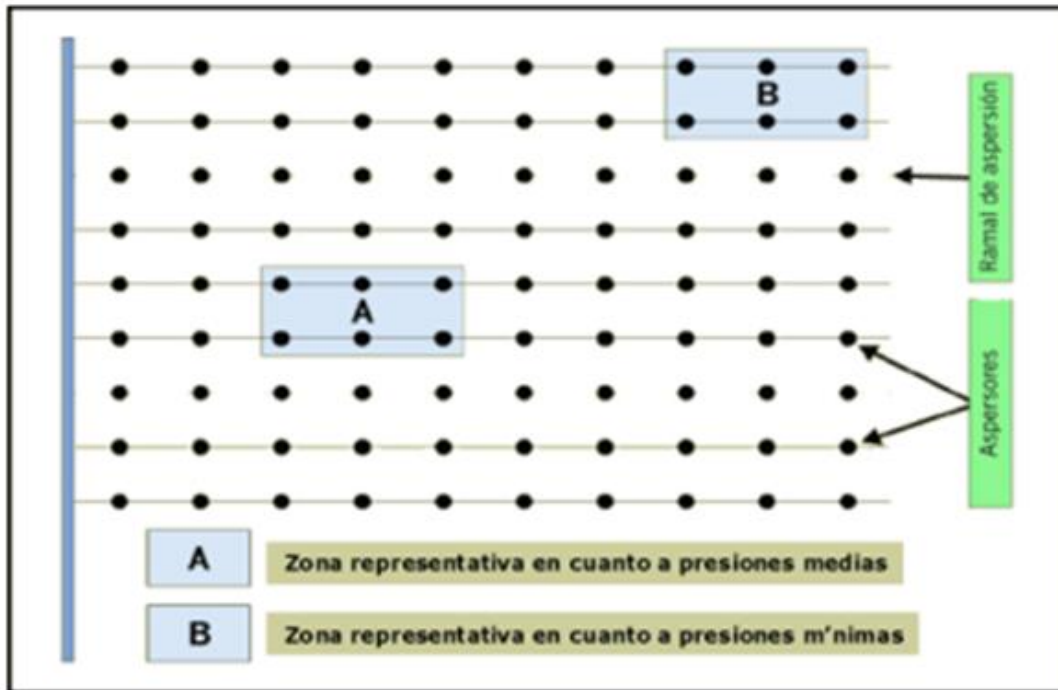 B
Ramal de aspersión
A
Aspersores
A
Zona representativa en cuanto a presiones medias
B
Zona representativa en cuanto a presiones m'nimas